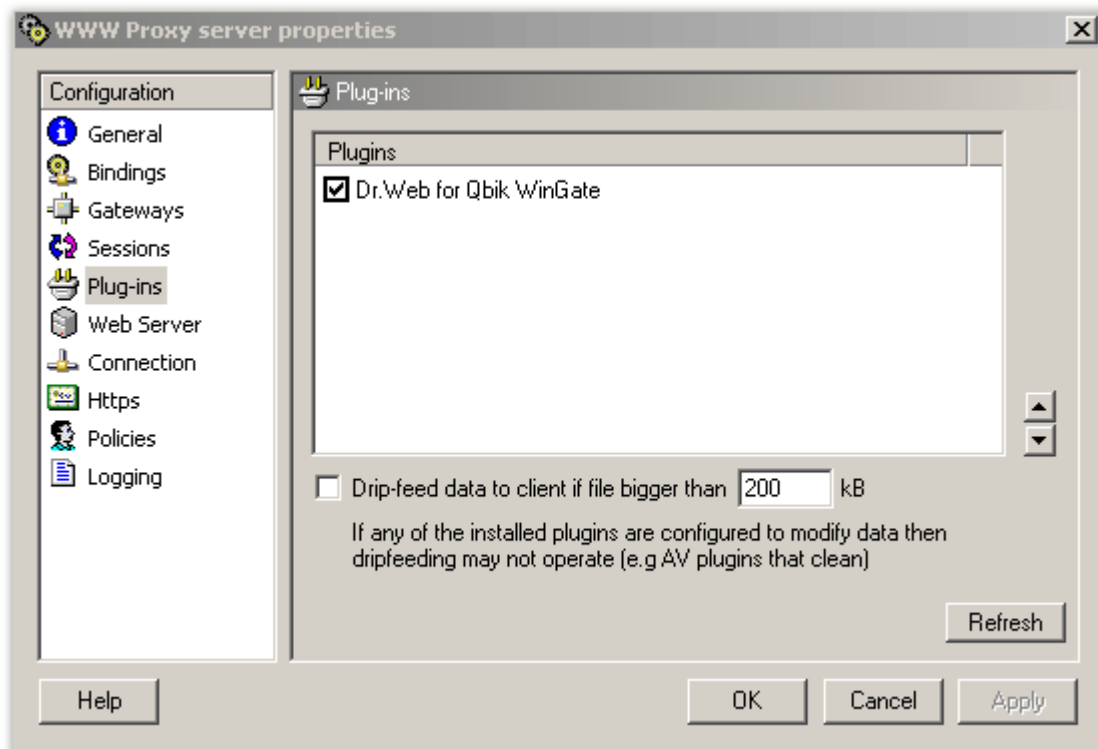 WWW Proxy server properties
Configuration
General
Bindings
Gateways
Sessions
Plug-ins
Web Server
Connection
Https
Policies
Logging
Plug-ins
Plugins
Dr.Web for Qbik WinGate
Drip-feed data to client if file bigger than 200 kB
If any of the installed plugins are configured to modify data then
dripfeeding may not operate (e.g AV plugins that clean)
Refresh
Help
OK
Cancel
Apply